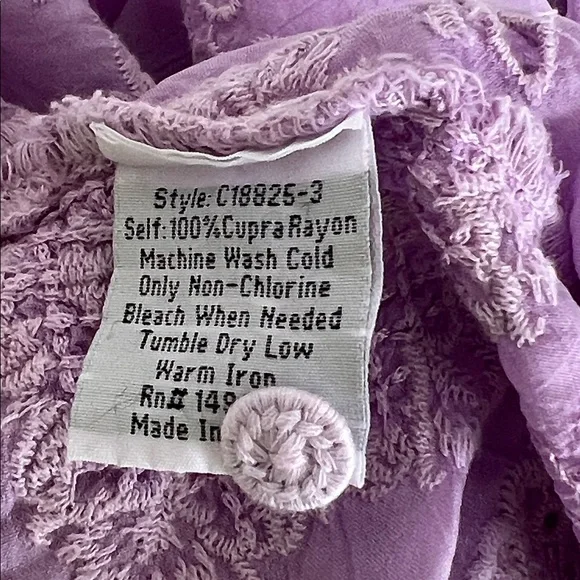 Style: C18825-3
Self:100%Cupra Rayon
Machine Wash Cold
Only Non-Chlorine
Bleach When Needed
Tumble Dry Low
Warm Iron
Rn# 149
Made In